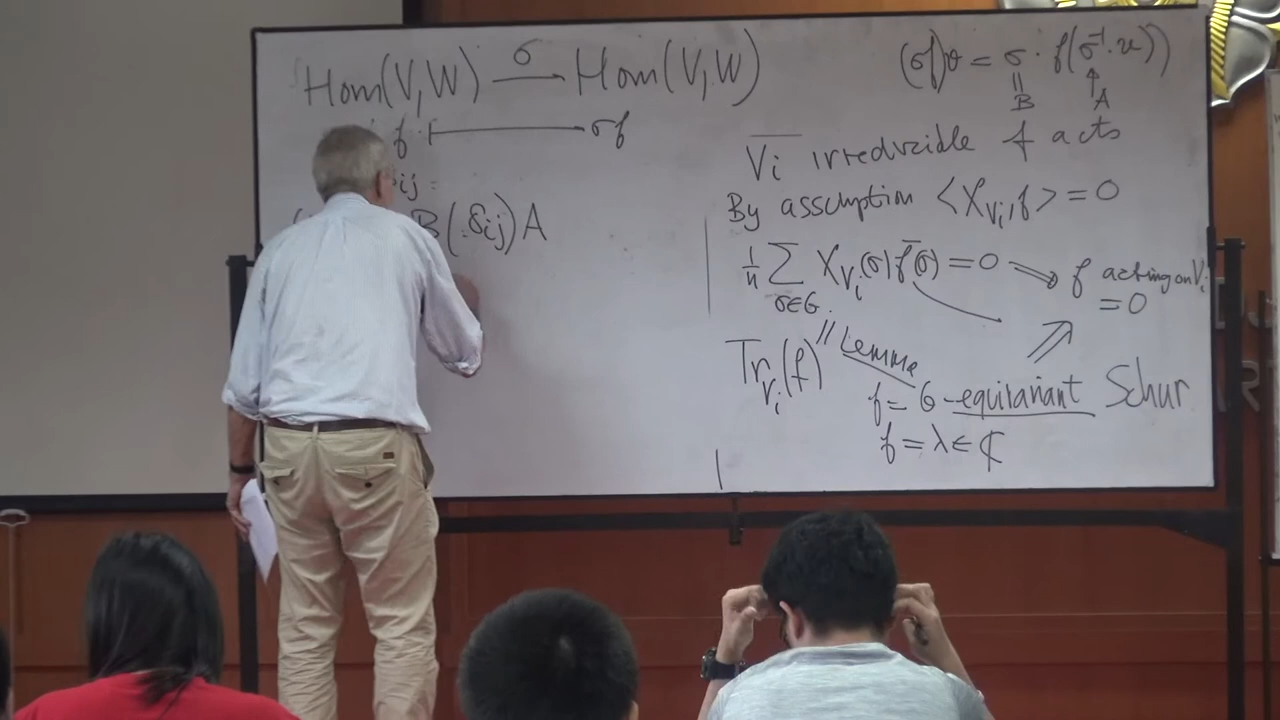 Hom(V,W) —σ→ Hom(V,W)
f ⟼ σf
ij =
B(δij)A
(σf)v = σ · f(σ⁻¹·v))
‖
B
↑
A
Vi irreducible f acts
By assumption <χVi,f> = 0
1/n Σσ∈G χVi(σ)f̄(σ) = 0 ⟹ f acting on Vi
= 0
TrVi(f) // Lemma
f = G-equivariant Schur
f = λ ∈ ℂ